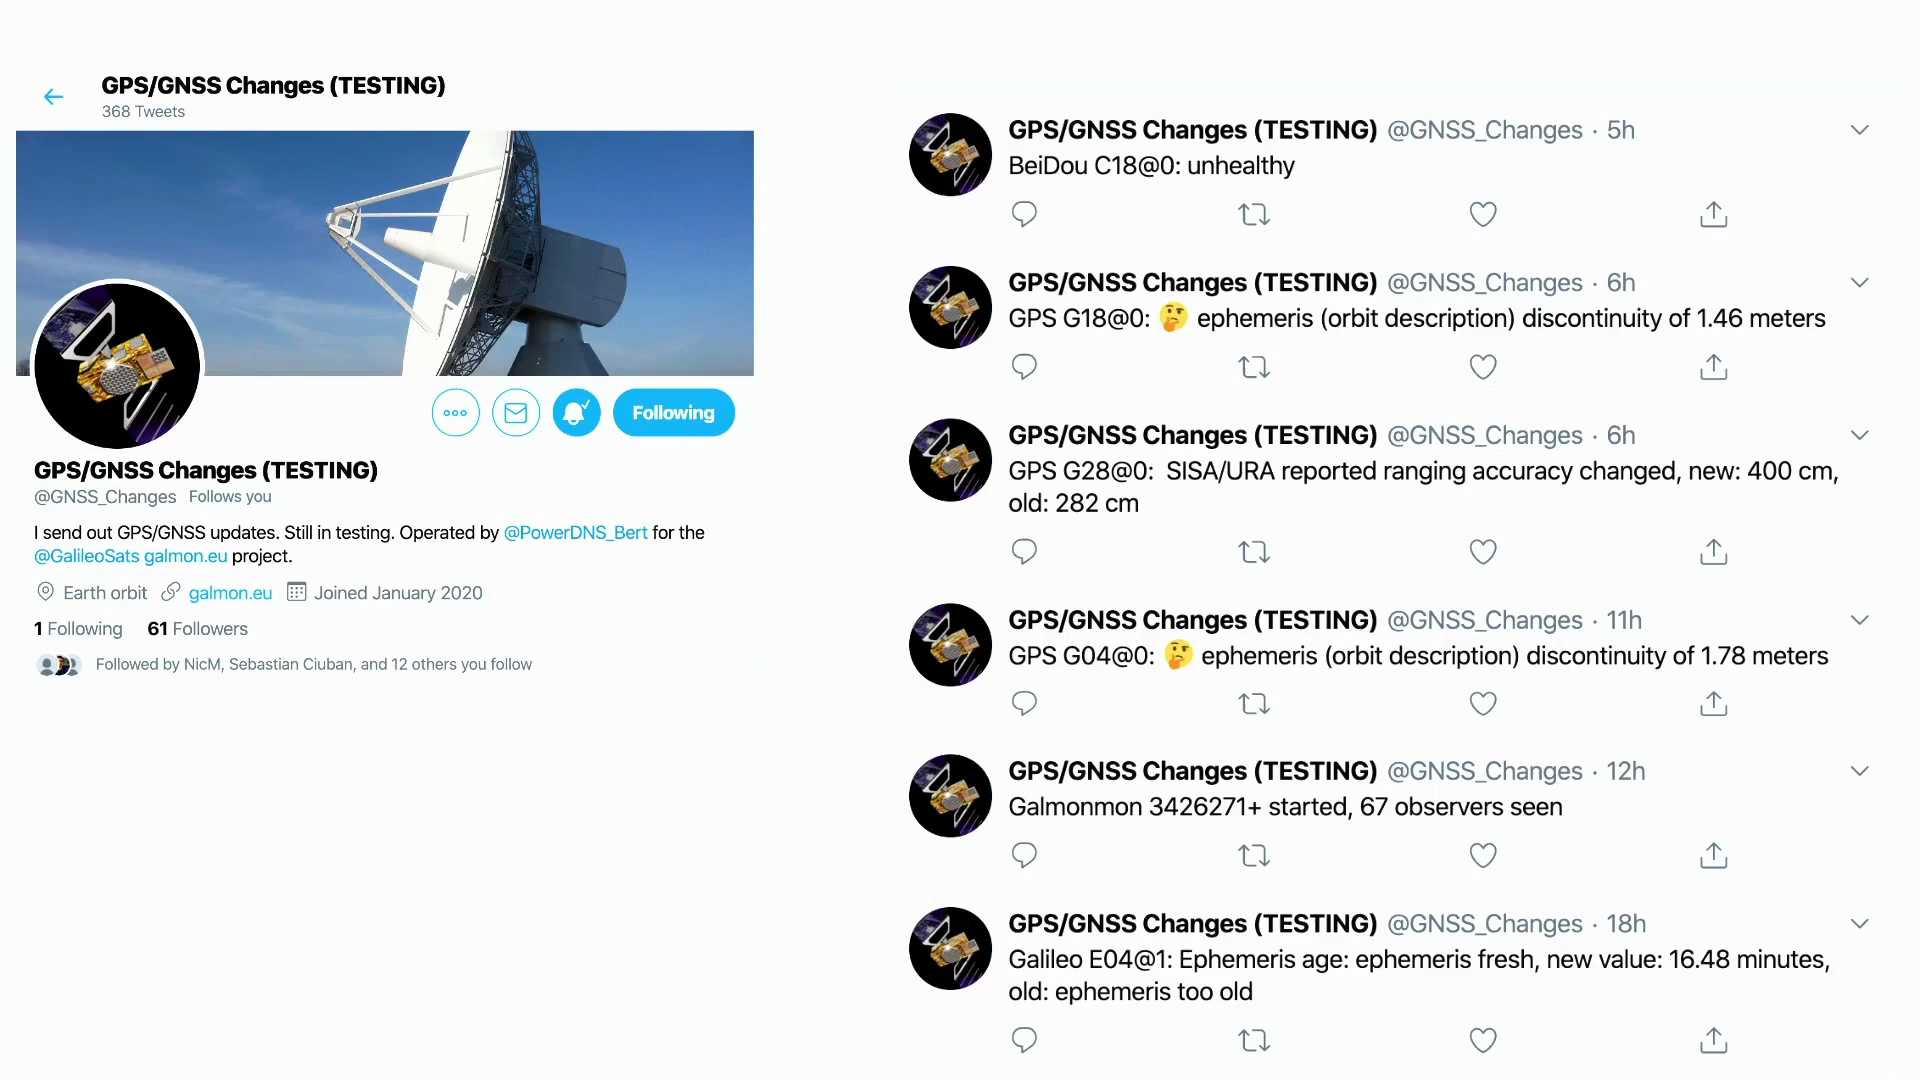 GPS/GNSS Changes (TESTING)
368 Tweets
Following
GPS/GNSS Changes (TESTING)
@GNSS_Changes Follows you
I send out GPS/GNSS updates. Still in testing. Operated by @PowerDNS_Bert for the
@GalileoSats galmon.eu project.
Earth orbit galmon.eu Joined January 2020
1 Following 61 Followers
Followed by NicM, Sebastian Ciuban, and 12 others you follow
GPS/GNSS Changes (TESTING) @GNSS_Changes · 5h
BeiDou C18@0: unhealthy
GPS/GNSS Changes (TESTING) @GNSS_Changes · 6h
GPS G18@0: 🤔 ephemeris (orbit description) discontinuity of 1.46 meters
GPS/GNSS Changes (TESTING) @GNSS_Changes · 6h
GPS G28@0: SISA/URA reported ranging accuracy changed, new: 400 cm,
old: 282 cm
GPS/GNSS Changes (TESTING) @GNSS_Changes · 11h
GPS G04@0: 🤔 ephemeris (orbit description) discontinuity of 1.78 meters
GPS/GNSS Changes (TESTING) @GNSS_Changes · 12h
Galmonmon 3426271+ started, 67 observers seen
GPS/GNSS Changes (TESTING) @GNSS_Changes · 18h
Galileo E04@1: Ephemeris age: ephemeris fresh, new value: 16.48 minutes,
old: ephemeris too old